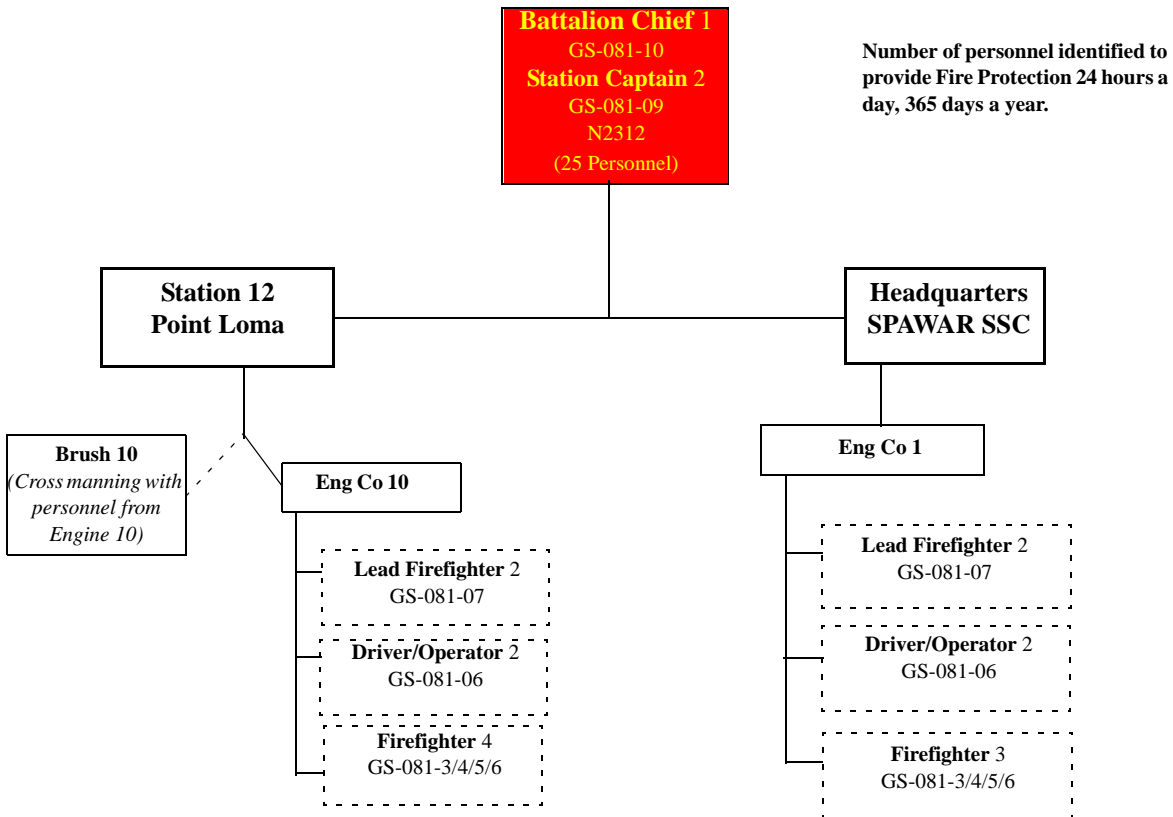 Battalion Chief 1
GS-081-10
Station Captain 2
GS-081-09
N2312
(25 Personnel)
Number of personnel identified to
provide Fire Protection 24 hours a
day, 365 days a year.
Station 12
Point Loma
Headquarters
SPAWAR SSC
Brush 10
(Cross manning with
personnel from
Engine 10)
Eng Co 10
Lead Firefighter 2
GS-081-07
Driver/Operator 2
GS-081-06
Firefighter 4
GS-081-3/4/5/6
Eng Co 1
Lead Firefighter 2
GS-081-07
Driver/Operator 2
GS-081-06
Firefighter 3
GS-081-3/4/5/6